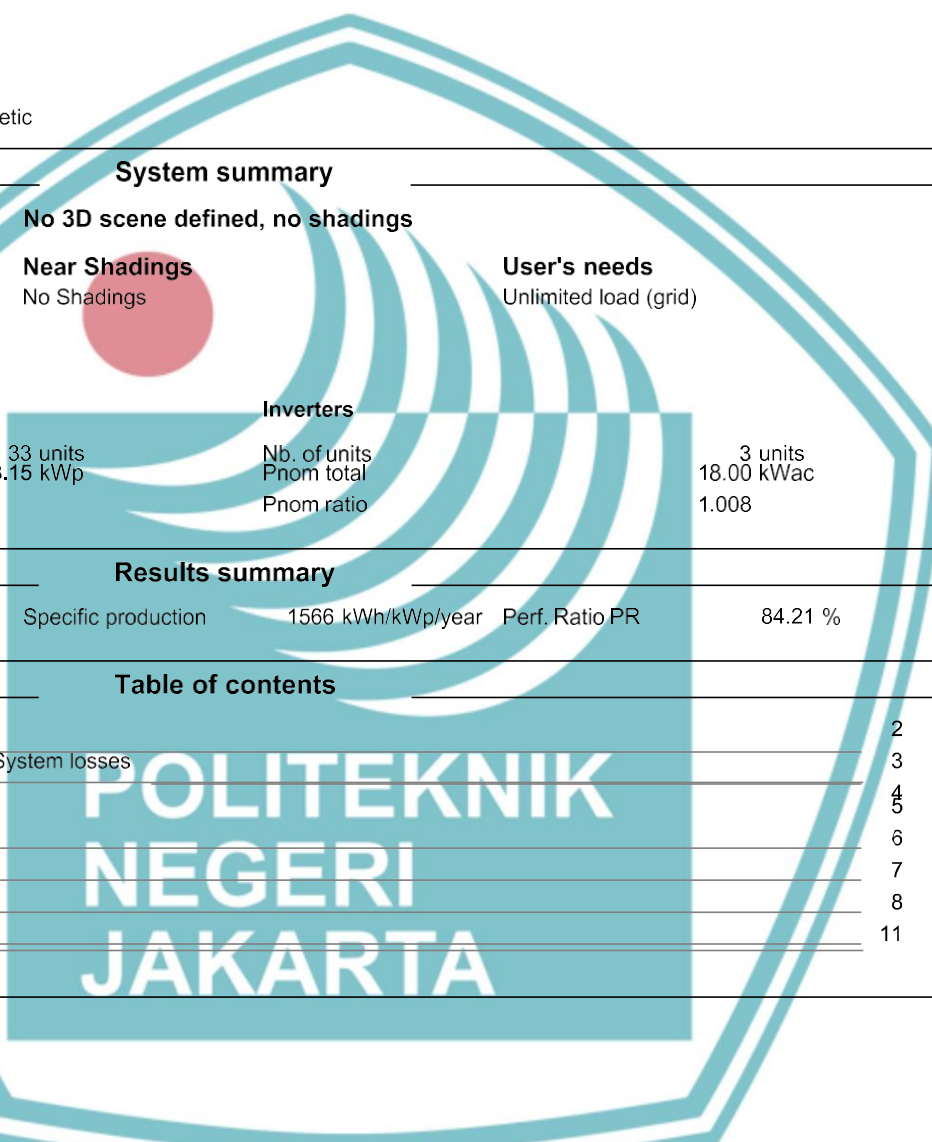 etic
System summary
No 3D scene defined, no shadings
Near Shadings User's needs
No Shadings Unlimited load (grid)
Inverters
33 units Nb. of units 3 units
.15 kWp Pnom total 18.00 kWac
Pnom ratio 1.008
Results summary
Specific production 1566 kWh/kWp/year Perf. Ratio PR 84.21 %
Table of contents
2
System losses 3
4
5
6
7
8
11
POLITEKNIK
NEGERI
JAKARTA